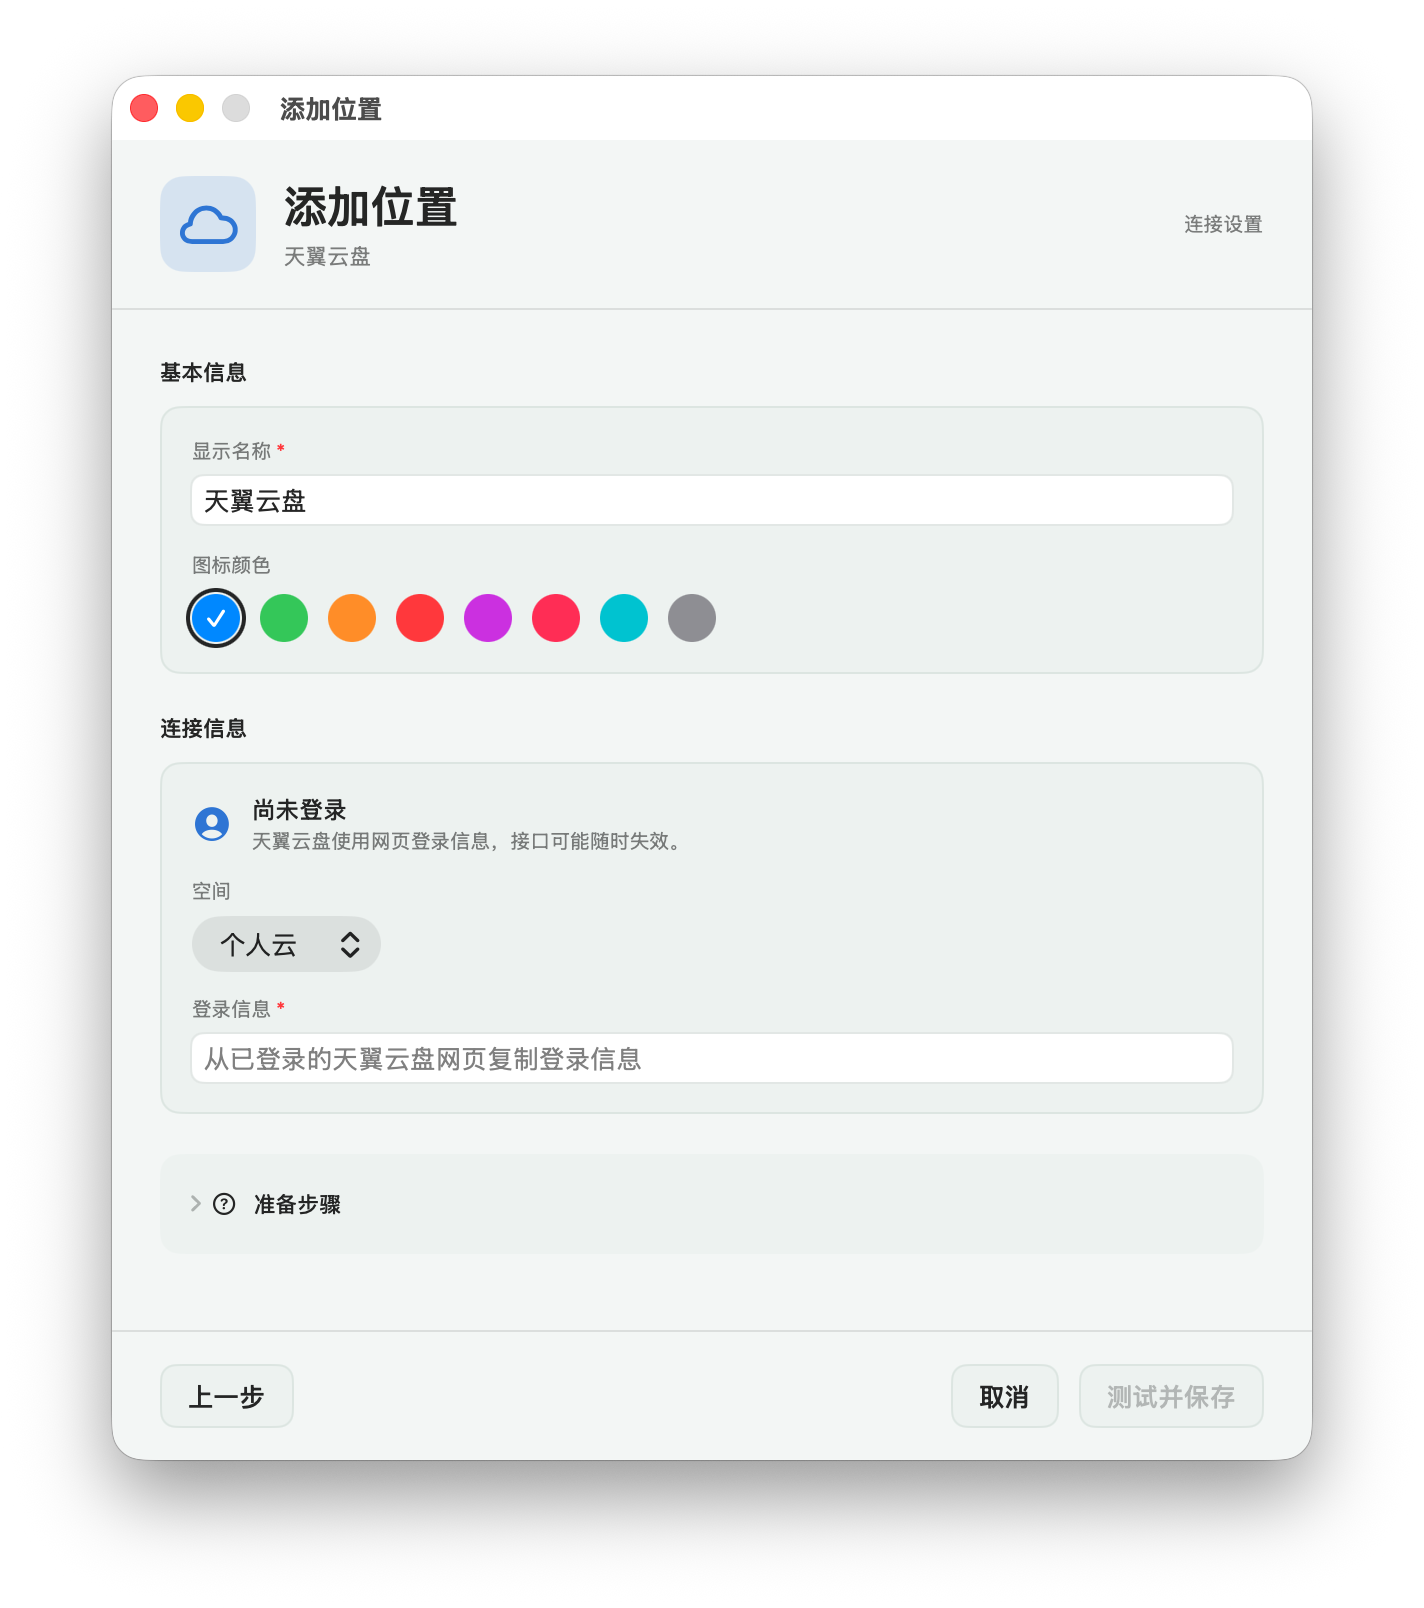 添加位置
添加位置
天翼云盘
连接设置
基本信息
显示名称 *
天翼云盘
图标颜色
连接信息
尚未登录
天翼云盘使用网页登录信息，接口可能随时失效。
空间
个人云
登录信息 *
从已登录的天翼云盘网页复制登录信息
准备步骤
上一步
取消
测试并保存